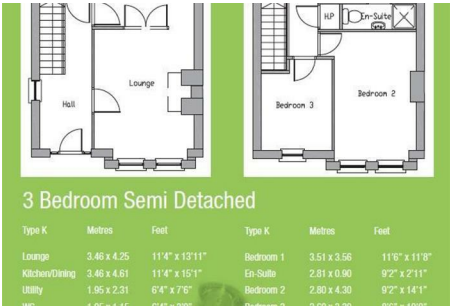 H.P
En-Suite
Lounge
Hall
Bedroom 3
Bedroom 2
3 Bedroom Semi Detached
Type K Metres Feet
Lounge 3.46 x 4.25 11'4" x 13'11"
Kitchen/Dining 3.46 x 4.61 11'4" x 15'1"
Utility 1.95 x 2.31 6'4" x 7'6"
Type K Metres Feet
Bedroom 1 3.51 x 3.56 11'6" x 11'8"
En-Suite 2.81 x 0.90 9'2" x 2'11"
Bedroom 2 2.80 x 4.30 9'2" x 14'1"